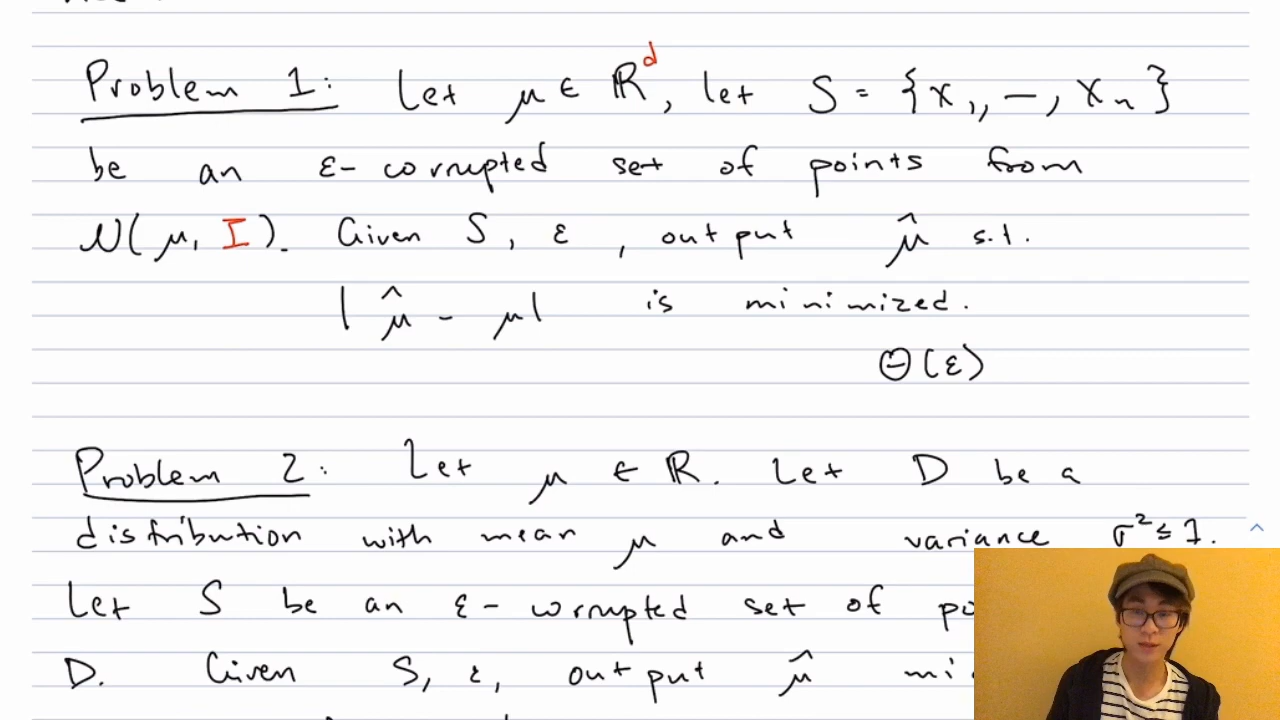 Problem 1: Let μ ∈ ℝ^d, let S = {x₁, –, xₙ}
be an ε-corrupted set of points from
N(μ, I). Given S, ε, output μ̂ s.t.
|μ̂ - μ| is minimized.
Θ(ε)
Problem 2: Let μ ∈ ℝ. Let D be a
distribution with mean μ and variance σ² ≤ 1.
Let S be an ε-corrupted set of po
D. Given S, ε, output μ̂ mi